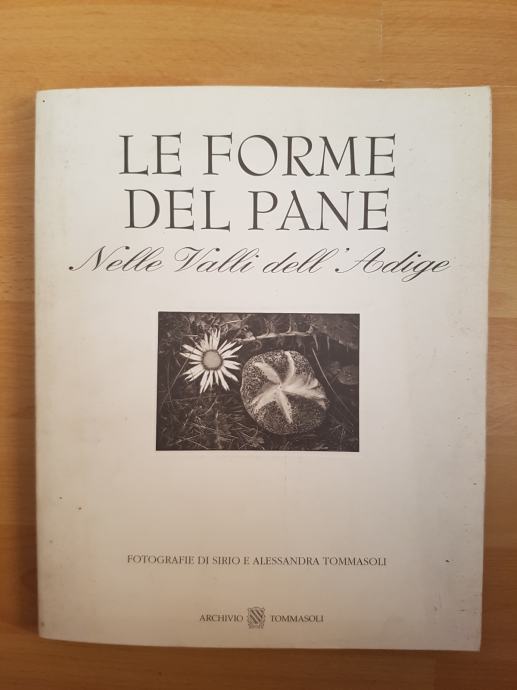 LE FORME
DEL PANE
Nelle Valli dell'Adige
FOTOGRAFIE DI SIRIO E ALESSANDRA TOMMASOLI
ARCHIVIO TOMMASOLI